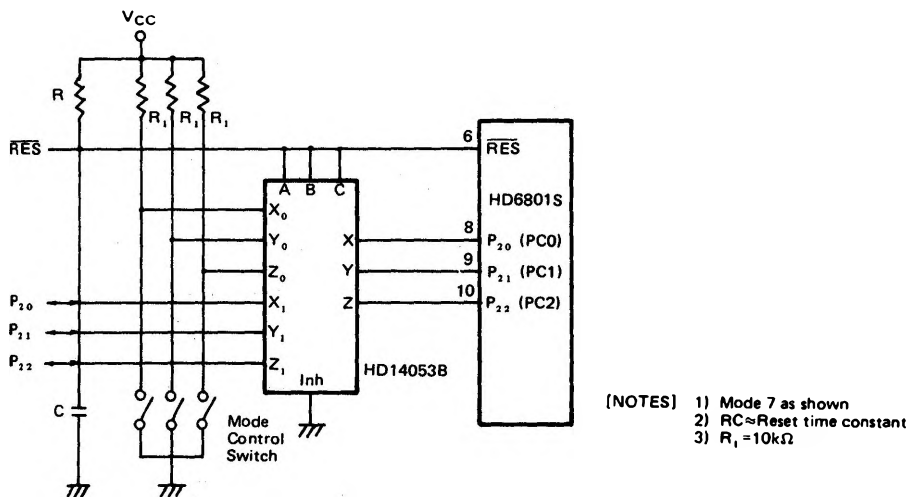 VCC
R
R1 R1 R1
RES 6 RES
A B C
HD6801S
X0
Y0 X 8 P20 (PC0)
Z0 Y 9 P21 (PC1)
P20 X1 Z 10 P22 (PC2)
P21 Y1
P22 Z1
Inh HD14053B
C
Mode
Control
Switch
[NOTES] 1) Mode 7 as shown
2) RC≈Reset time constant
3) R1 =10kΩ